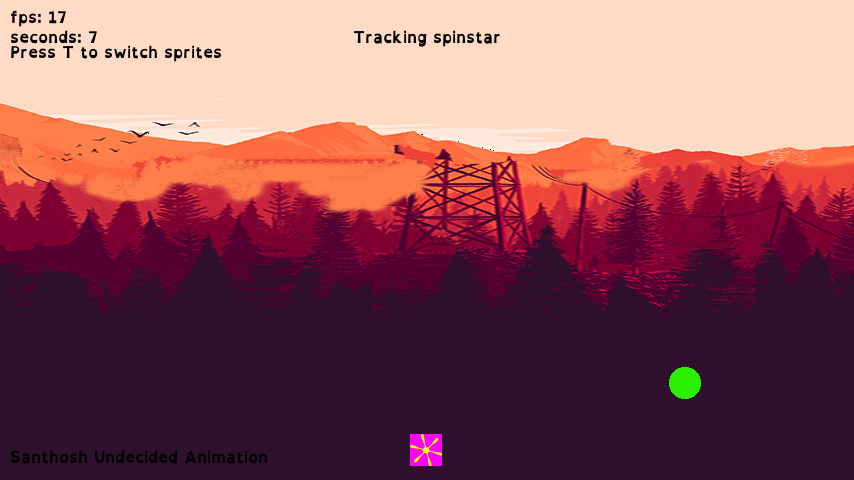 fps: 17
seconds: 7
Press T to switch sprites
Tracking spinstar
Santhosh Undecided Animation